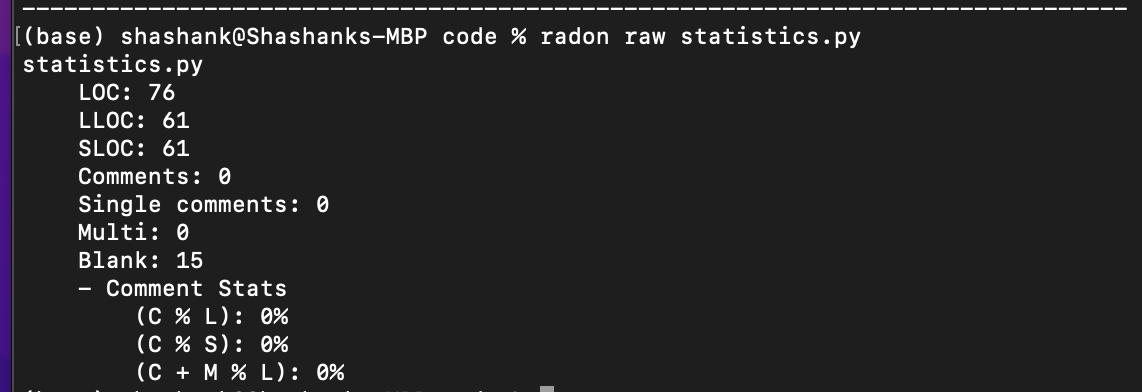 (base) shashank@Shashanks-MBP code % radon raw statistics.py
statistics.py
LOC: 76
LLOC: 61
SLOC: 61
Comments: 0
Single comments: 0
Multi: 0
Blank: 15
- Comment Stats
(C % L): 0%
(C % S): 0%
(C + M % L): 0%